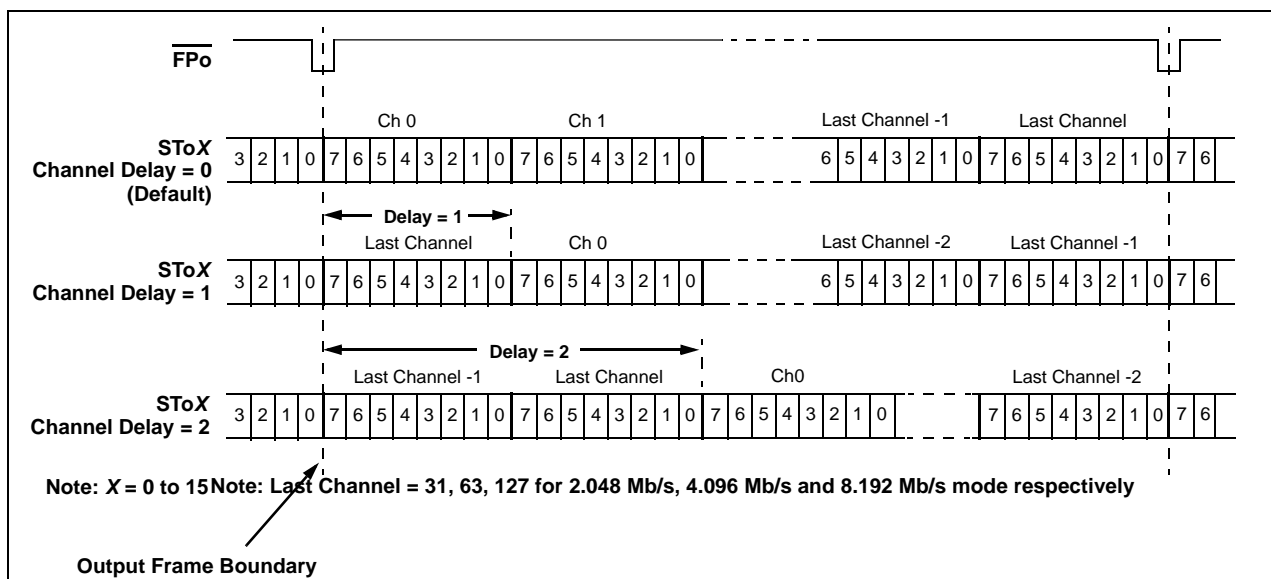 FPo
Ch 0 Ch 1 Last Channel -1 Last Channel
SToX
Channel Delay = 0
(Default)
3 2 1 0 7 6 5 4 3 2 1 0 7 6 5 4 3 2 1 0 6 5 4 3 2 1 0 7 6 5 4 3 2 1 0 7 6
Delay = 1
Last Channel Ch 0 Last Channel -2 Last Channel -1
SToX
Channel Delay = 1
3 2 1 0 7 6 5 4 3 2 1 0 7 6 5 4 3 2 1 0 6 5 4 3 2 1 0 7 6 5 4 3 2 1 0 7 6
Delay = 2
Last Channel -1 Last Channel Ch0 Last Channel -2
SToX
Channel Delay = 2
3 2 1 0 7 6 5 4 3 2 1 0 7 6 5 4 3 2 1 0 7 6 5 4 3 2 1 0 7 6 5 4 3 2 1 0 7 6
Note: X = 0 to 15 Note: Last Channel = 31, 63, 127 for 2.048 Mb/s, 4.096 Mb/s and 8.192 Mb/s mode respectively
Output Frame Boundary